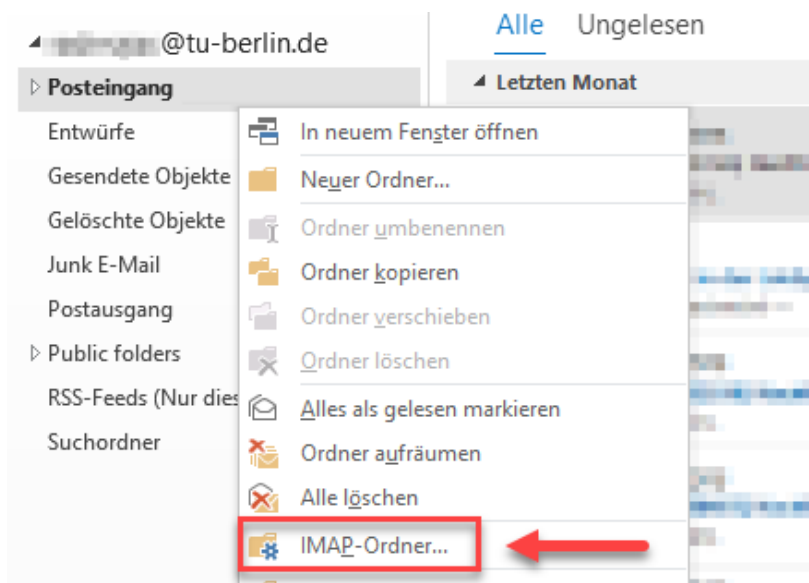 @tu-berlin.de
Posteingang
Entwürfe
Gesendete Objekte
Gelöschte Objekte
Junk E-Mail
Postausgang
Public folders
RSS-Feeds (Nur
Suchordner
Alle Ungelesen
Letzten Monat
In neuem Fenster öffnen
Neuer Ordner...
Ordner umbenennen
Ordner kopieren
Ordner verschieben
Ordner löschen
Alles als gelesen markieren
Ordner aufräumen
Alle löschen
IMAP-Ordner...